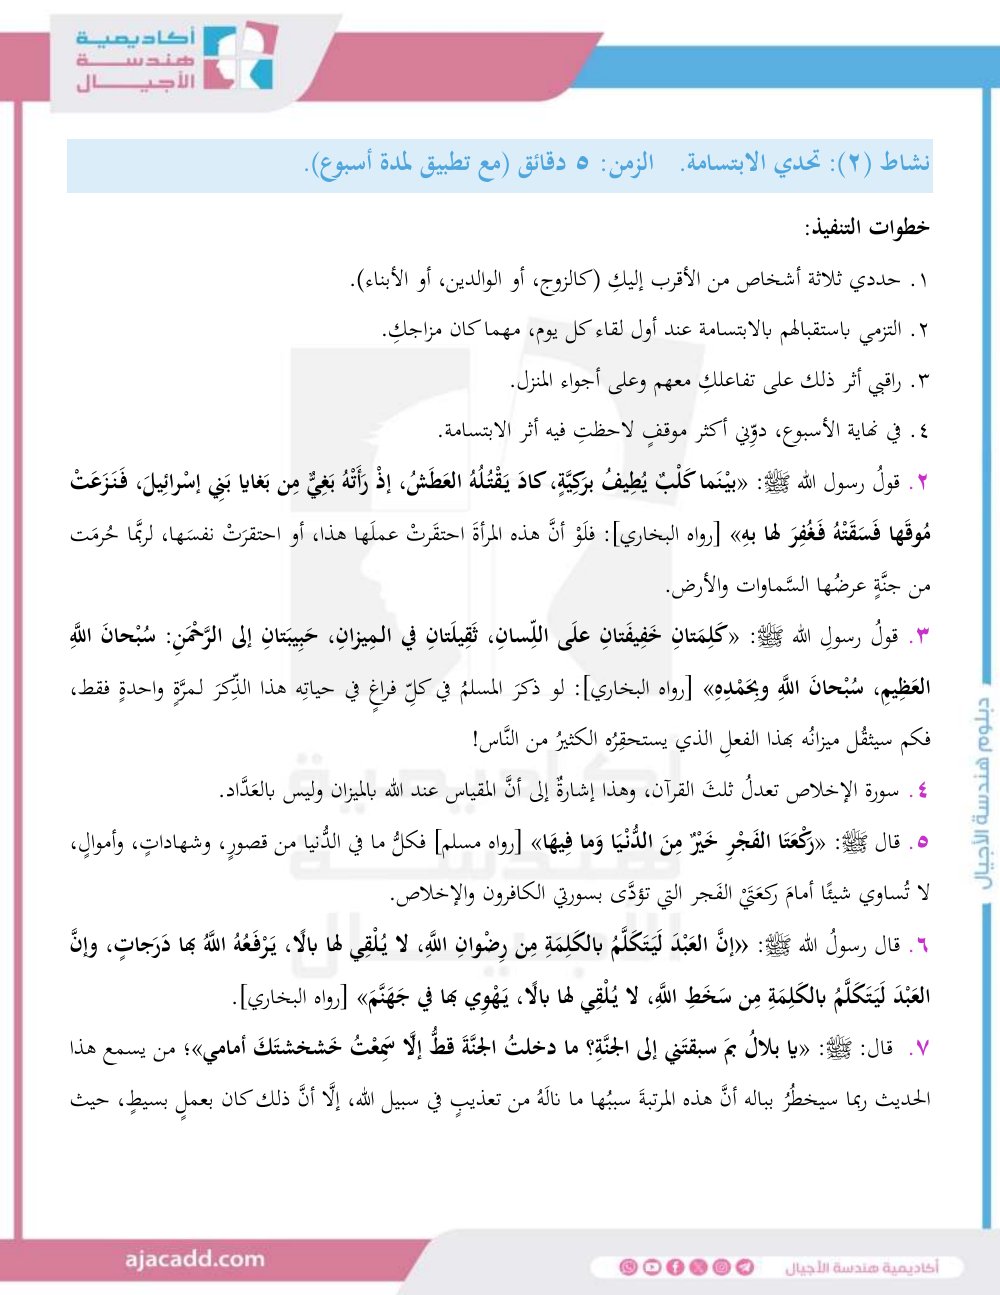 أكاديمية
هندسة
الأجيال
نشاط (٢): تحدي الابتسامة. الزمن: ٥ دقائق (مع تطبيق لمدة أسبوع).
خطوات التنفيذ:
١. حددي ثلاثة أشخاص من الأقرب إليكِ (كالزوج، أو الوالدين، أو الأبناء).
٢. التزمي باستقبالهم بالابتسامة عند أول لقاء كل يوم، مهما كان مزاجكِ.
٣. راقبي أثر ذلك على تفاعلكِ معهم وعلى أجواء المنزل.
٤. في نهاية الأسبوع، دوّني أكثر موقفٍ لاحظتِ فيه أثر الابتسامة.
٢. قولُ رسول الله ﷺ: «بيْنَما كَلْبٌ يُطِيفُ برَكِيَّةٍ، كادَ يَقْتُلُهُ العَطَشُ، إذْ رَأَتْهُ بَغِيٌّ مِن بَغايا بَنِي إسْرائِيلَ، فَنَزَعَتْ
مُوقَها فَسَقَتْهُ فَغُفِرَ لها بهِ» [رواه البخاري]: فلَوْ أنَّ هذه المرأةَ احتقَرتْ عملَها هذا، أو احتقرَتْ نفسَها، لربَّما حُرمَت
من جنَّةٍ عرضُها السَّماوات والأرض.
٣. قولُ رسولِ الله ﷺ: «كَلِمَتانِ خَفِيفَتانِ علَى اللِّسانِ، ثَقِيلَتانِ في المِيزانِ، حَبِيبَتانِ إلى الرَّحْمَنِ: سُبْحانَ اللَّهِ
العَظِيمِ، سُبْحانَ اللَّهِ وبِحَمْدِهِ» [رواه البخاري]: لو ذكرَ المسلمُ في كلِّ فراغٍ في حياتِه هذا الذِّكرَ لمرَّةٍ واحدةٍ فقط،
فكم سيثقُل ميزانُه بهذا الفعلِ الذي يستحقِرُه الكثيرُ من النَّاس!
٤. سورة الإخلاص تعدلُ ثلثَ القرآن، وهذا إشارةٌ إلى أنَّ المقياس عند الله بالميزان وليس بالعَدَّاد.
٥. قال ﷺ: «رَكْعَتَا الفَجْرِ خَيْرٌ مِنَ الدُّنْيَا وَما فِيهَا» [رواه مسلم] فكلُّ ما في الدُّنيا من قصورٍ، وشهاداتٍ، وأموالٍ،
لا تُساوي شيئًا أمامَ ركعَتَيْ الفَجر التي تؤدَّى بسورتي الكافرون والإخلاص.
٦. قال رسولُ الله ﷺ: «إنَّ العَبْدَ لَيَتَكَلَّمُ بالكَلِمَةِ مِن رِضْوانِ اللَّهِ، لا يُلْقِي لها بالًا، يَرْفَعُهُ اللَّهُ بها دَرَجاتٍ، وإنَّ
العَبْدَ لَيَتَكَلَّمُ بالكَلِمَةِ مِن سَخَطِ اللَّهِ، لا يُلْقِي لها بالًا، يَهْوِي بها في جَهَنَّمَ» [رواه البخاري].
٧. قال: ﷺ: «يا بلالُ بمَ سبقتَني إلى الجنَّةِ؟ ما دخلتُ الجنَّةَ قطُّ إلَّا سَمِعْتُ خَشخشتَكَ أمامي»؛ من يسمع هذا
الحديث ربما سيخطُرُ بباله أنَّ هذه المرتبةَ سببُها ما نالَهُ من تعذيبٍ في سبيل الله، إلَّا أنَّ ذلك كان بعملٍ بسيطٍ، حيث
دبلوم هندسة الأجيال
أكاديمية
هندسة
الأجيال
ajacadd.com
أكاديمية هندسة الأجيال